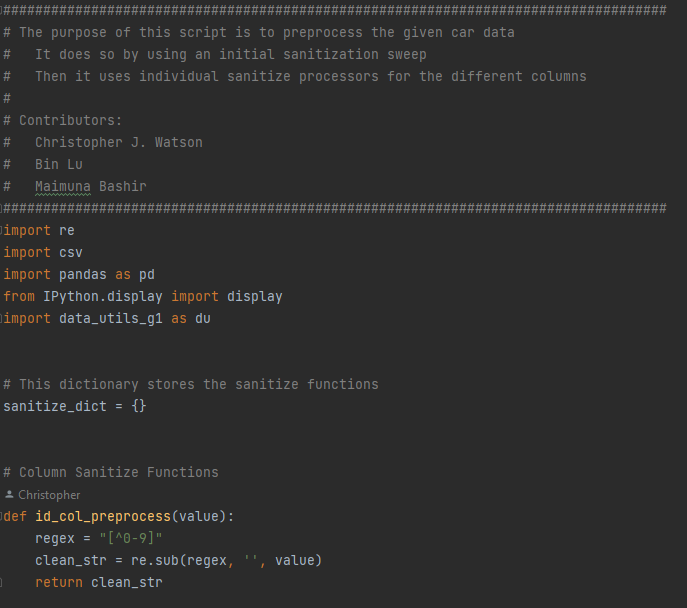 ###################################################################################
# The purpose of this script is to preprocess the given car data
#   It does so by using an initial sanitization sweep
#   Then it uses individual sanitize processors for the different columns
#
# Contributors:
#   Christopher J. Watson
#   Bin Lu
#   Maimuna Bashir
###################################################################################
import re
import csv
import pandas as pd
from IPython.display import display
import data_utils_g1 as du
# This dictionary stores the sanitize functions
sanitize_dict = {}
# Column Sanitize Functions
Christopher
def id_col_preprocess(value):
    regex = "[^0-9]"
    clean_str = re.sub(regex, '', value)
    return clean_str